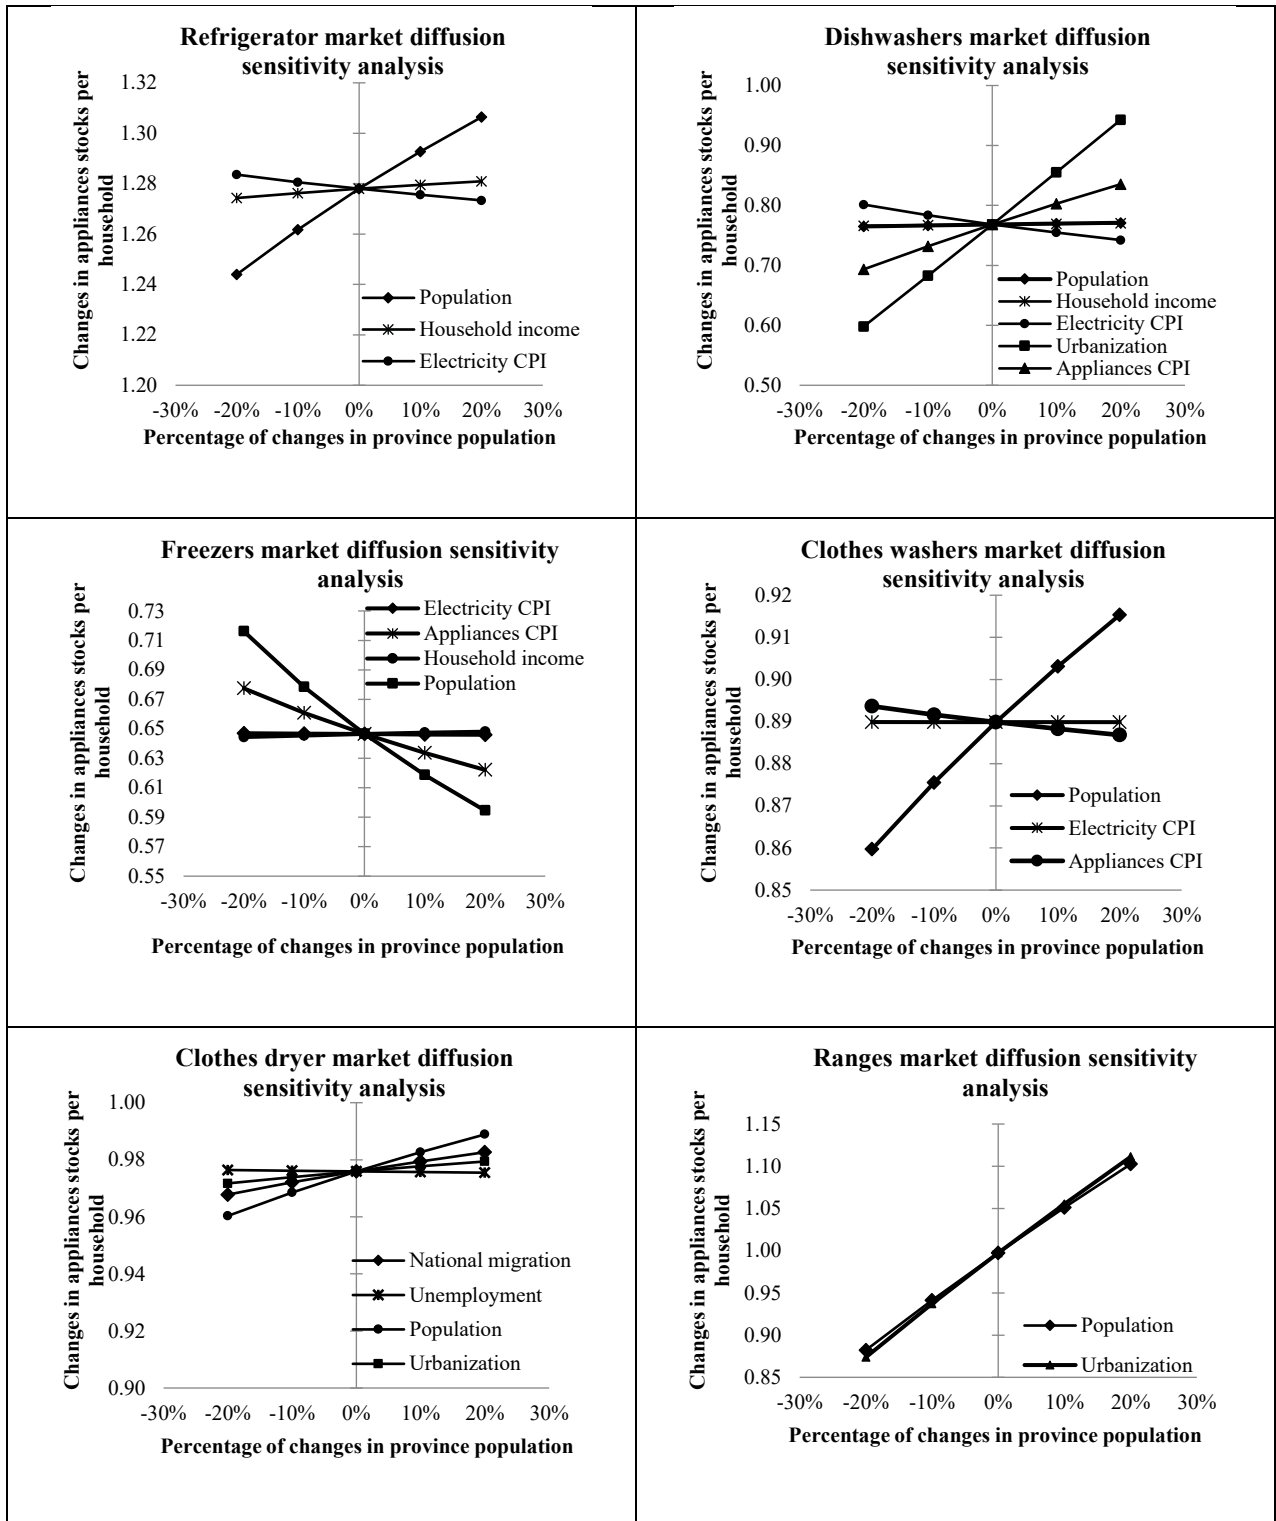 Refrigerator market diffusion
sensitivity analysis
Changes in appliances stocks per
household
1.32
1.30
1.28
1.26
1.24
1.22
1.20
Population
Household income
Electricity CPI
-30% -20% -10% 0% 10% 20% 30%
Percentage of changes in province population
Dishwashers market diffusion
sensitivity analysis
Changes in appliances stocks per
household
1.00
0.90
0.80
0.70
0.60
0.50
Population
Household income
Electricity CPI
Urbanization
Appliances CPI
-30% -20% -10% 0% 10% 20% 30%
Percentage of changes in province population
Freezers market diffusion sensitivity
analysis
Changes in appliances stocks per
household
0.73
0.71
0.69
0.67
0.65
0.63
0.61
0.59
0.57
0.55
Electricity CPI
Appliances CPI
Household income
Population
-30% -20% -10% 0% 10% 20% 30%
Percentage of changes in province population
Clothes washers market diffusion
sensitivity analysis
Changes in appliances stocks per
household
0.92
0.91
0.90
0.89
0.88
0.87
0.86
0.85
Population
Electricity CPI
Appliances CPI
-30% -20% -10% 0% 10% 20% 30%
Percentage of changes in province population
Clothes dryer market diffusion
sensitivity analysis
Changes in appliances stocks per
household
1.00
0.98
0.96
0.94
0.92
0.90
National migration
Unemployment
Population
Urbanization
-30% -20% -10% 0% 10% 20% 30%
Percentage of changes in province population
Ranges market diffusion sensitivity
analysis
Changes in appliances stocks per
household
1.15
1.10
1.05
1.00
0.95
0.90
0.85
Population
Urbanization
-30% -20% -10% 0% 10% 20% 30%
Percentage of changes in province population